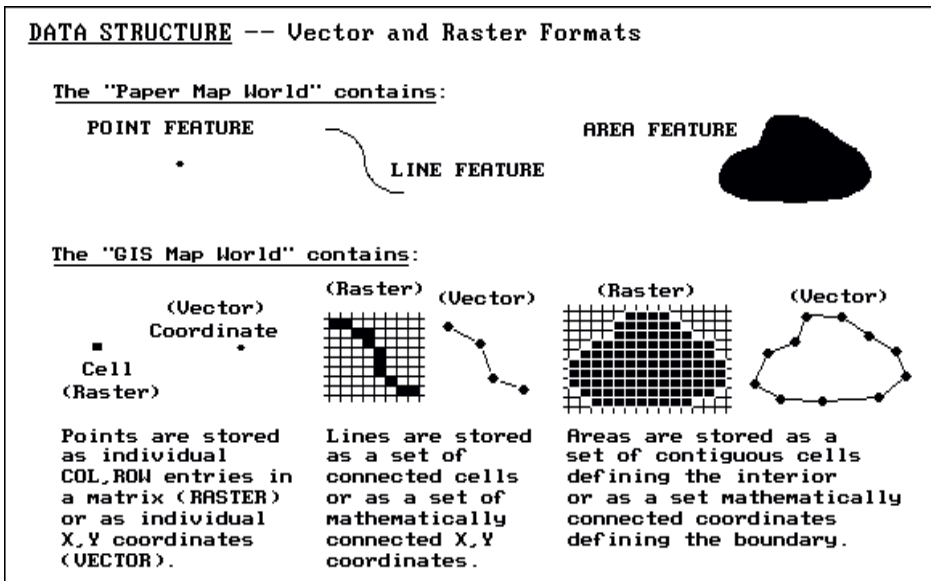 DATA STRUCTURE -- Vector and Raster Formats
The "Paper Map World" contains:
POINT FEATURE
LINE FEATURE
AREA FEATURE
The "GIS Map World" contains:
(Vector)
Coordinate
Cell
(Raster)
(Raster)
(Vector)
(Raster)
(Vector)
Points are stored
as individual
COL,ROW entries in
a matrix (RASTER)
or as individual
X,Y coordinates
(VECTOR).
Lines are stored
as a set of
connected cells
or as a set of
mathematically
connected X,Y
coordinates.
Areas are stored as a
set of contiguous cells
defining the interior
or as a set mathematically
connected coordinates
defining the boundary.